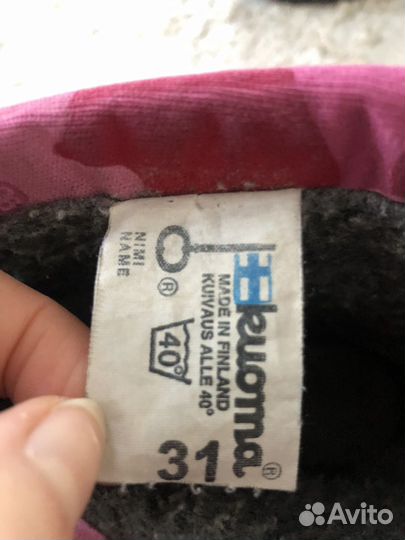 NIMI
NAME
®
40°
MADE IN FINLAND
KUIVAUS ALLE 40°
kuoma®
31
Avito